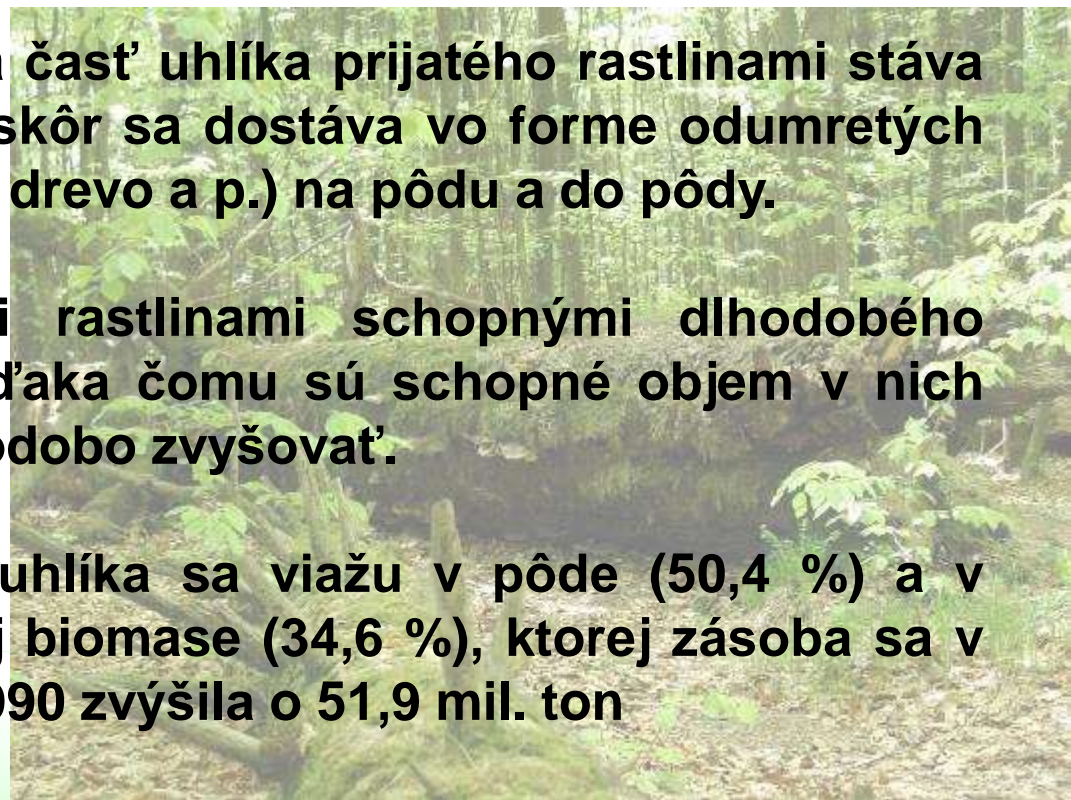 časť uhlíka prijatého rastlinami stáva
skôr sa dostáva vo forme odumretých
drevo a p.) na pôdu a do pôdy.
rastlinami schopnými dlhodobého
čomu sú schopné objem v nich
zvyšovať.
uhlíka sa viažu v pôde (50,4 %) a v
biomase (34,6 %), ktorej zásoba sa v
zvýšila o 51,9 mil. ton